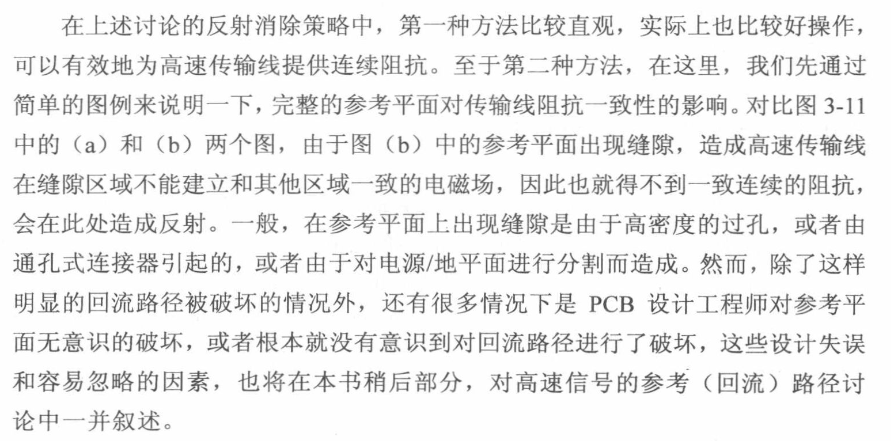 在上述讨论的反射消除策略中，第一种方法比较直观，实际上也比较好操作，
可以有效地为高速传输线提供连续阻抗。至于第二种方法，在这里，我们先通过
简单的图例来说明一下，完整的参考平面对传输线阻抗一致性的影响。对比图 3-11
中的（a）和（b）两个图，由于图（b）中的参考平面出现缝隙，造成高速传输线
在缝隙区域不能建立和其他区域一致的电磁场，因此也就得不到一致连续的阻抗，
会在此处造成反射。一般，在参考平面上出现缝隙是由于高密度的过孔，或者由
通孔式连接器引起的，或者由于对电源/地平面进行分割而造成。然而，除了这样
明显的回流路径被破坏的情况外，还有很多情况下是 PCB 设计工程师对参考平
面无意识的破坏，或者根本就没有意识到对回流路径进行了破坏，这些设计失误
和容易忽略的因素，也将在本书稍后部分，对高速信号的参考（回流）路径讨
论中一并叙述。